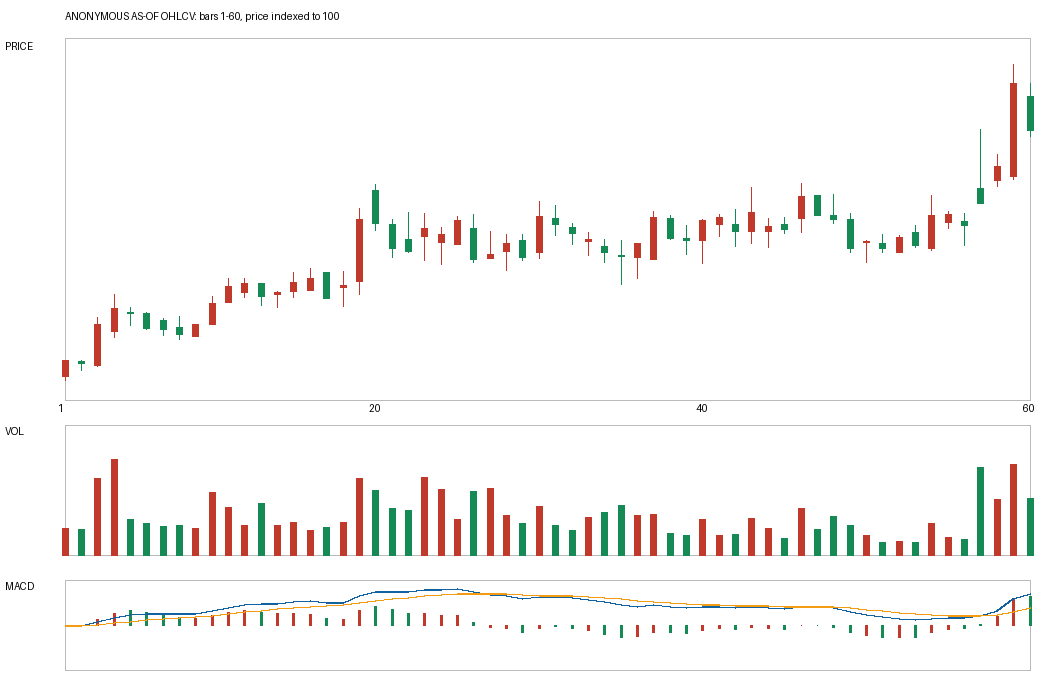 ANONYMOUS AS-OF OHLCV: bars 1-60, price indexed to 100
PRICE
1 20 40 60
VOL
MACD